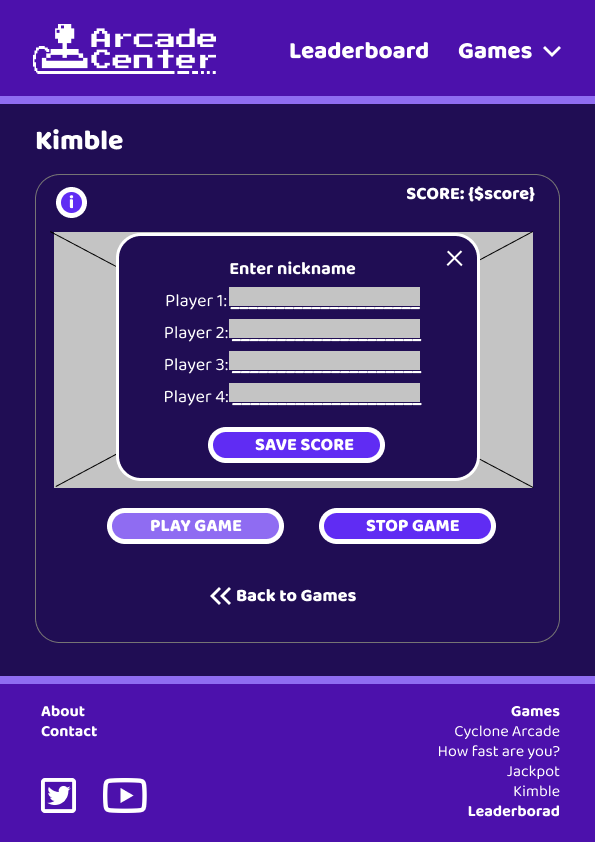 Arcade
Center
Leaderboard Games
Kimble
i
SCORE: {$score}
Enter nickname
Player 1:
Player 2:
Player 3:
Player 4:
SAVE SCORE
PLAY GAME
STOP GAME
Back to Games
About
Contact
Games
Cyclone Arcade
How fast are you?
Jackpot
Kimble
Leaderborad